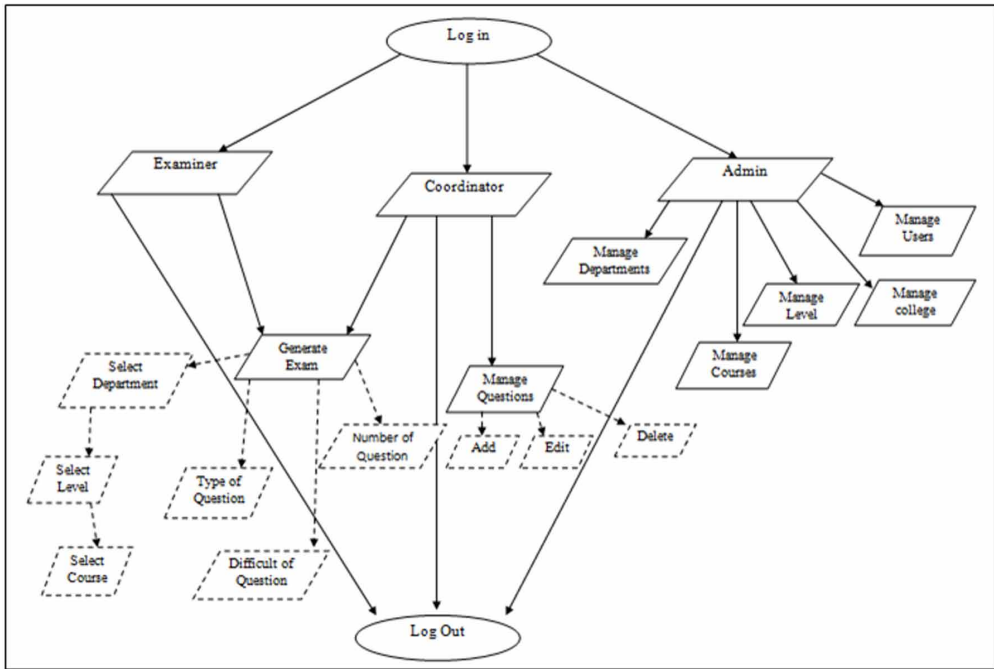 Log in
Examiner
Coordinator
Admin
Manage
Users
Manage
Departments
Manage
Level
Manage
college
Manage
Courses
Generate
Exam
Select
Department
Manage
Questions
Number of
Question
Add
Edit
Delete
Select
Level
Type of
Question
Select
Course
Difficult of
Question
Log Out